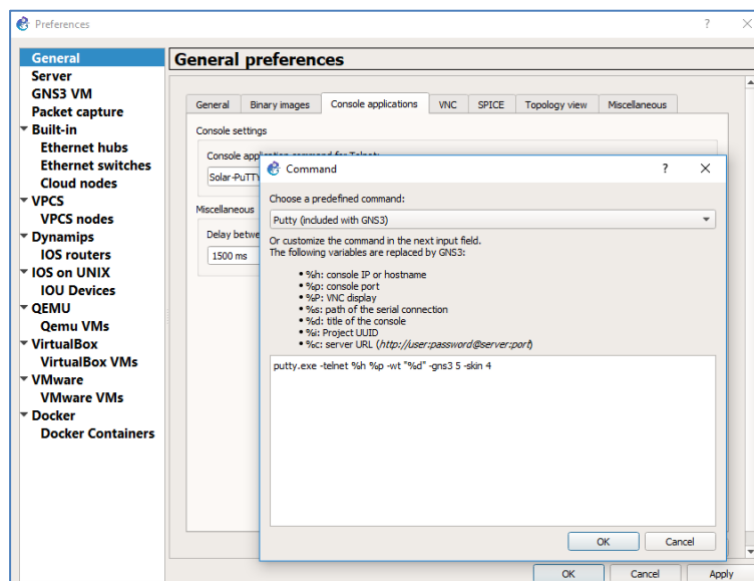 Preferences
General
Server
GNS3 VM
Packet capture
Built-in
Ethernet hubs
Ethernet switches
Cloud nodes
VPCS
VPCS nodes
Dynamips
IOS routers
IOS on UNIX
IOU Devices
QEMU
Qemu VMs
VirtualBox
VirtualBox VMs
VMware
VMware VMs
Docker
Docker Containers
General preferences
General Binary images Console applications VNC SPICE Topology view Miscellaneous
Console settings
Console
Solar-PuTTY
Miscellaneous
Delay
1500 ms
Command
Choose a predefined command:
Putty (included with GNS3)
Or customize the command in the next input field.
The following variables are replaced by GNS3:
• %h: console IP or hostname
• %p: console port
• %P: VNC display
• %s: path of the serial connection
• %d: title of the console
• %i: Project UUID
• %c: server URL (http://user:password@server:port)
putty.exe -telnet %h %p -wt "%d" -gns3 5 -skin 4
OK Cancel
OK Cancel Apply